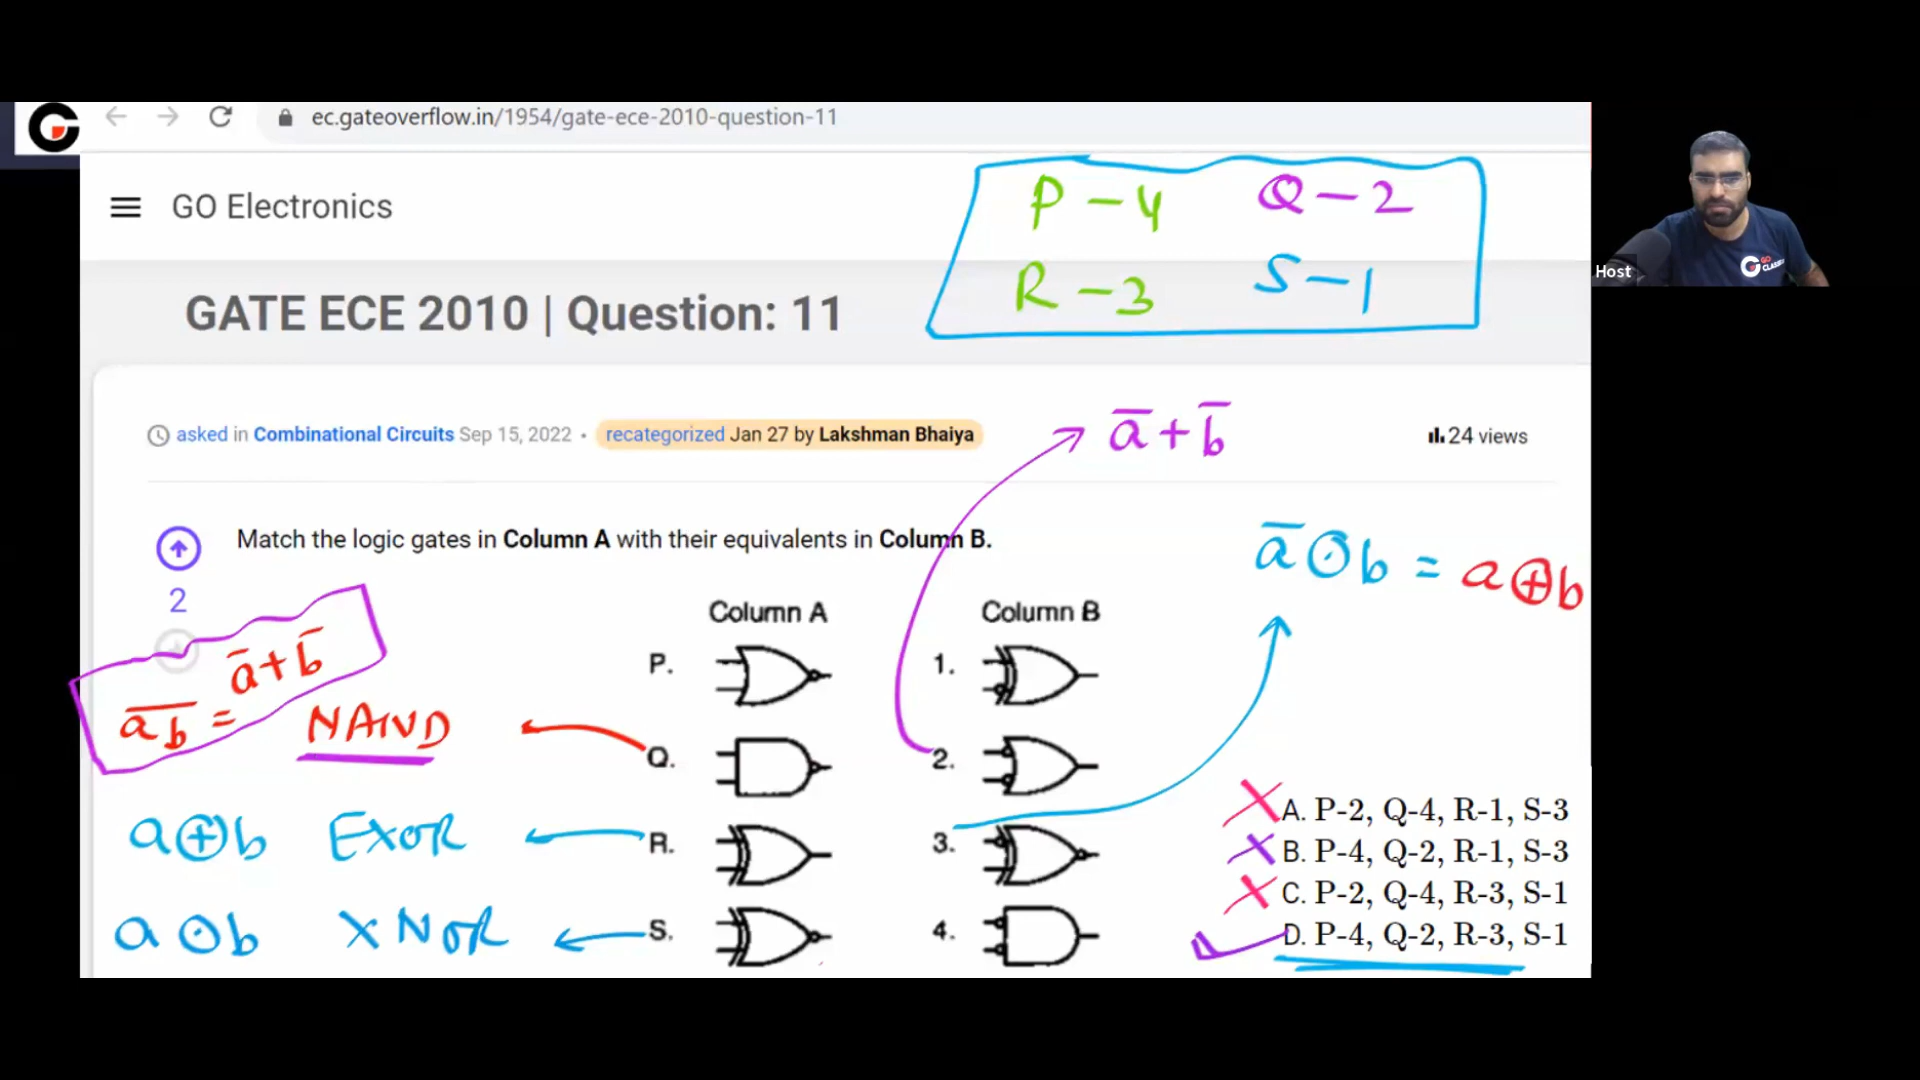 ec.gateoverflow.in/1954/gate-ece-2010-question-11
GO Electronics
P - 4 Q - 2
R - 3 S - 1
GATE ECE 2010 | Question: 11
asked in Combinational Circuits Sep 15, 2022 • recategorized Jan 27 by Lakshman Bhaiya
24 views
a̅ + b̅
2
Match the logic gates in Column A with their equivalents in Column B.
a̅ ⊙ b = a ⊕ b
Column A Column B
P. 1.
a̅b̅ = a̅ + b̅
NAND
Q. 2.
a ⊕ b EXOR
R. 3.
a ⊙ b XNOR
S. 4.
A. P-2, Q-4, R-1, S-3
B. P-4, Q-2, R-1, S-3
C. P-2, Q-4, R-3, S-1
D. P-4, Q-2, R-3, S-1
Host
GO
CLASSES